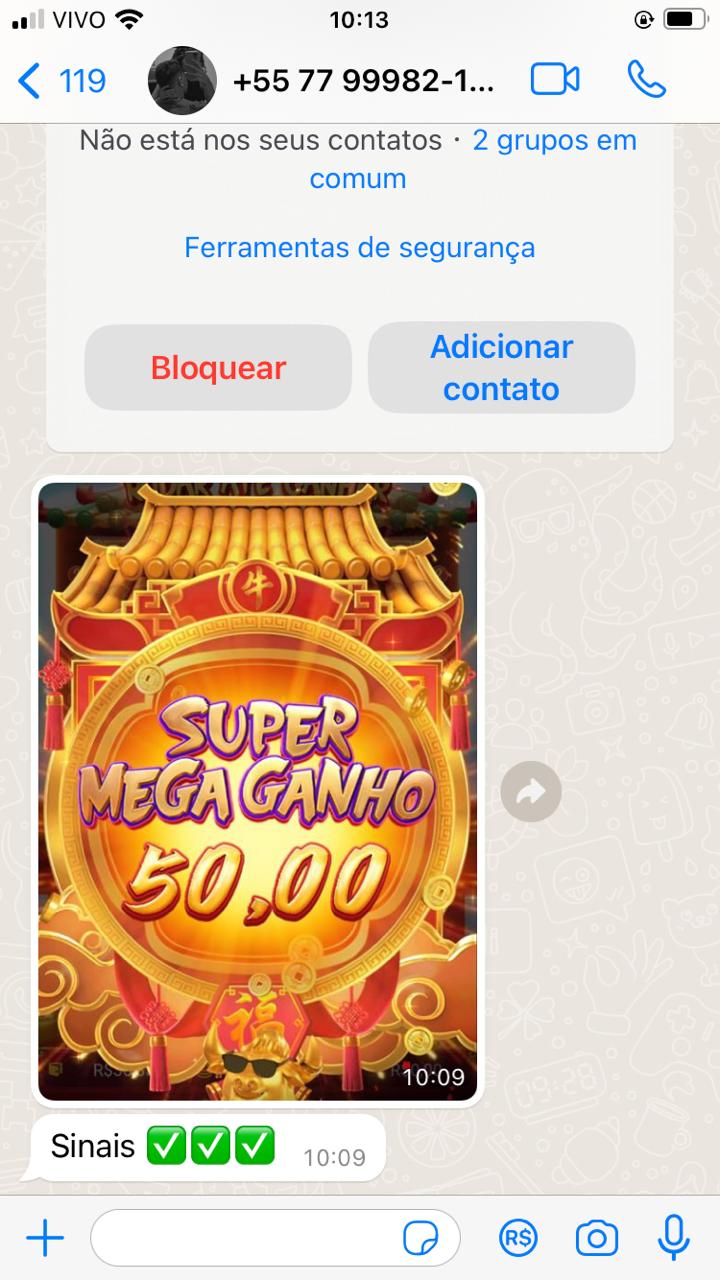 VIVO 10:13
119 +55 77 99982-1...
Não está nos seus contatos · 2 grupos em
comum
Ferramentas de segurança
Bloquear
Adicionar
contato
牛
SUPER
MEGA GANHO
50,00
福
10:09
Sinais ✅✅✅ 10:09
R$